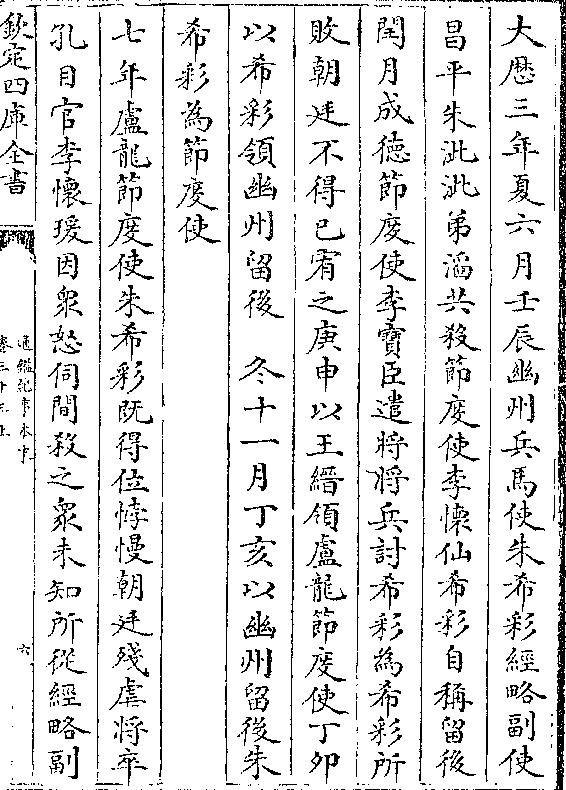 大歴三年夏六月壬辰幽州兵馬使朱希彩經略副使
昌平朱泚泚弟滔共殺節度使李懐仙希彩自稱留後
閏月成徳節度使李寶臣遣將將兵討希彩為希彩所
敗朝廷不得已宥之庚申以王縉領盧龍節度使丁卯
以希彩領幽州留後　冬十一月丁亥以幽州留後朱
希彩為節度使
七年盧龍節度使朱希彩既得位悖慢朝廷殘虐將卒
孔目官李懷瑗因衆怒伺間殺之衆未知所從經略副
欽定四庫全書
通鑑紀事本末
六